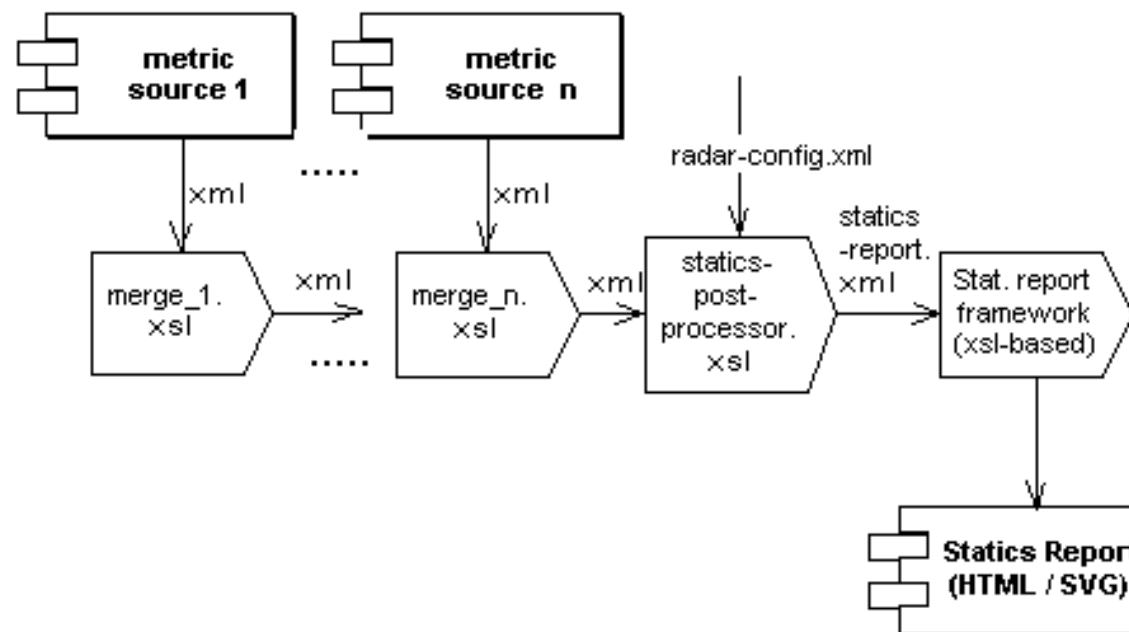 metric
source 1
metric
source n
.....
radar-config.xml
xml
xml
statics
-report.
xml
merge_1.
xsl
xml
.....
merge_n.
xsl
xml
statics-
post-
processor.
xsl
Stat. report
framework
(xsl-based)
Statics Report
(HTML / SVG)